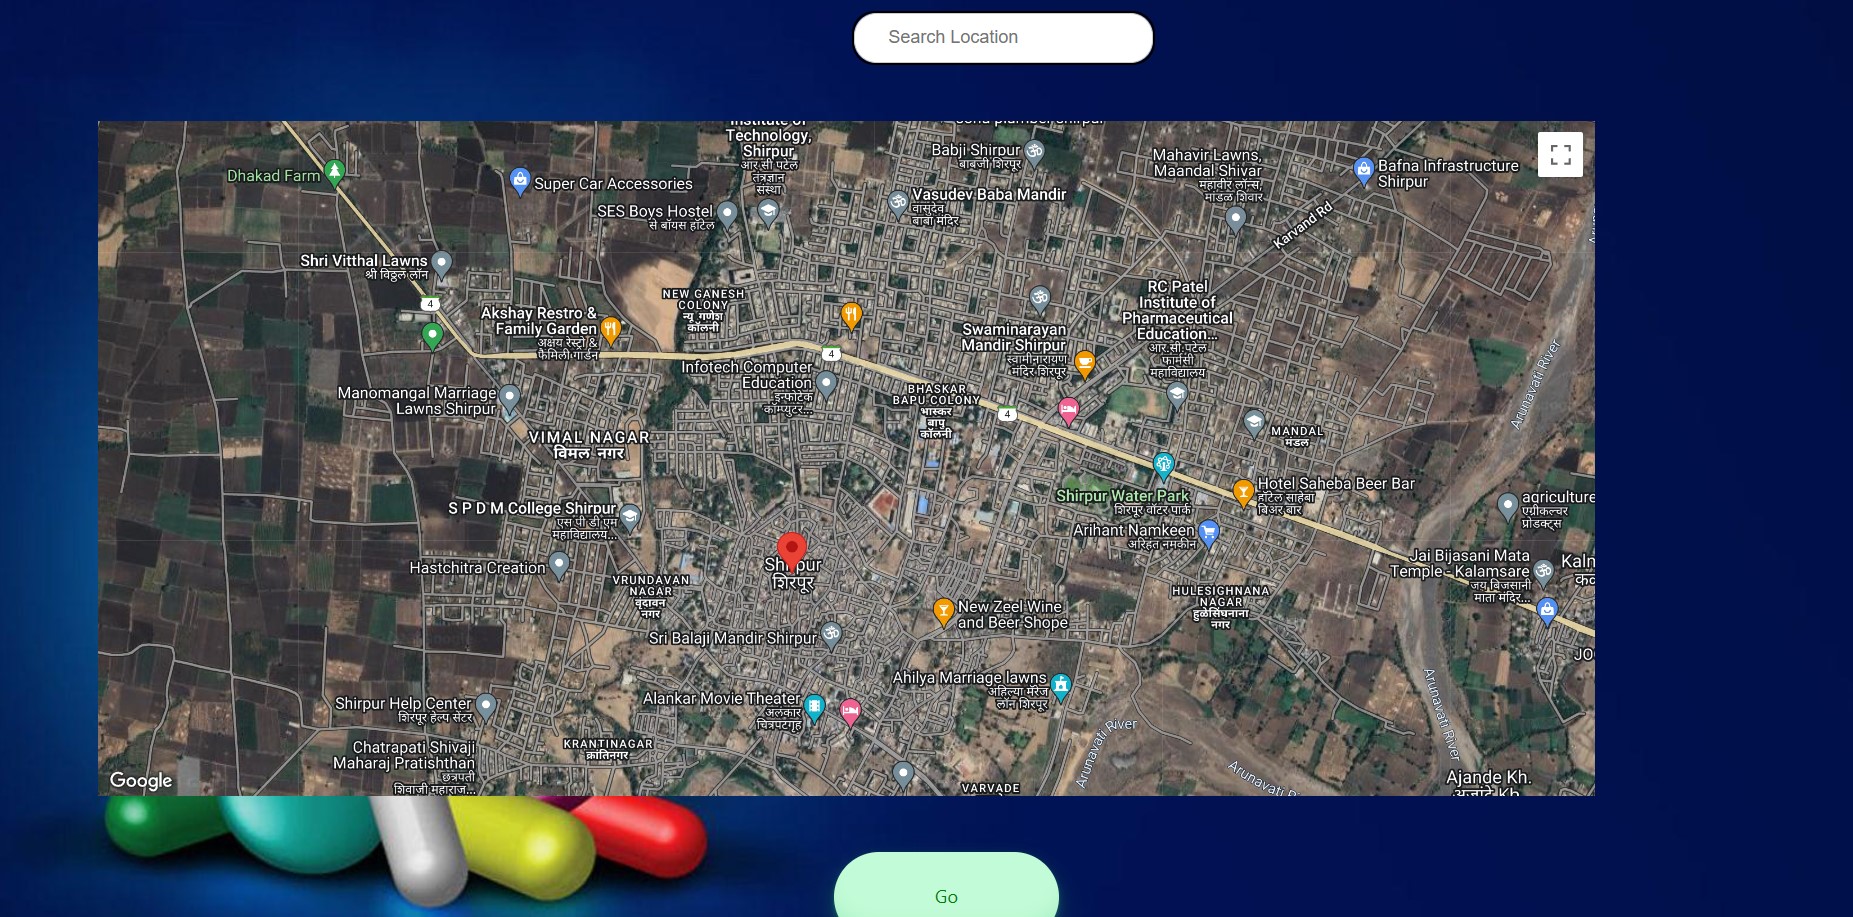 Search Location
Technology,
Shirpur
आर.सी.पटेल
तंत्रज्ञान
संस्था
Babji Shirpur
बाबजी शिरपूर
Mahavir Lawns,
Maandal Shivar
महावीर लॉन्स,
मांडळ शिवार
Bafna Infrastructure
Shirpur
Dhakad Farm
Super Car Accessories
SES Boys Hostel
से बॉयस हॉटेल
Vasudev Baba Mandir
वासुदेव
बाबा मंदिर
Karvand Rd
Shri Vitthal Lawns
श्री विठ्ठल लॉन
4
NEW GANESH
COLONY
न्यू गणेश
कॉलनी
RC Patel
Institute of
Pharmaceutical
Education...
आर.सी.पटेल
फार्मसी
महाविद्यालय
Akshay Restro &
Family Garden
अक्षय रेस्ट्रो &
फैमिली गार्डन
Swaminarayan
Mandir Shirpur
स्वामीनारायण
मंदिर शिरपूर
4
Infotech Computer
Education
इन्फोटेक
कॉम्प्युटर...
BHASKAR
BAPU COLONY
भास्कर
बापु
कॉलनी
4
Arunavati River
Manomangal Marriage
Lawns Shirpur
MANDAL
मंडल
VIMAL NAGAR
विमल नगर
Shirpur Water Park
शिरपूर वॉटर पार्क
Hotel Saheba Beer Bar
हॉटेल साहेबा
बिअर बार
agriculture
एग्रीकल्चर
प्रोडक्ट्स
S P D M College Shirpur
एस पी डी एम
महाविद्यालय...
Arihant Namkeen
अरिहंत नमकीन
Hastchitra Creation
Shirpur
शिरपूर
Jai Bijasani Mata
Temple - Kalamsare
जय बिजसानी
माता मंदिर...
Kaln
VRUNDAVAN
NAGAR
वृंदावन
नगर
HULESIGHNANA
NAGAR
हुळेसिंघनाना
नगर
New Zeel Wine
and Beer Shope
Sri Balaji Mandir Shirpur
JO
Ahilya Marriage lawns
अहिल्या मॅरेज
लॉन शिरपूर
Alankar Movie Theater
अलंकार
चित्रपटगृह
Shirpur Help Center
शिरपूर हेल्प सेंटर
Arunavati River
Arunavati River
KRANTINAGAR
क्रांतिनगर
Chatrapati Shivaji
Maharaj Pratishthan
छत्रपती
शिवाजी महाराज...
Arunavati
VARVADE
Ajande Kh.
Google
Go